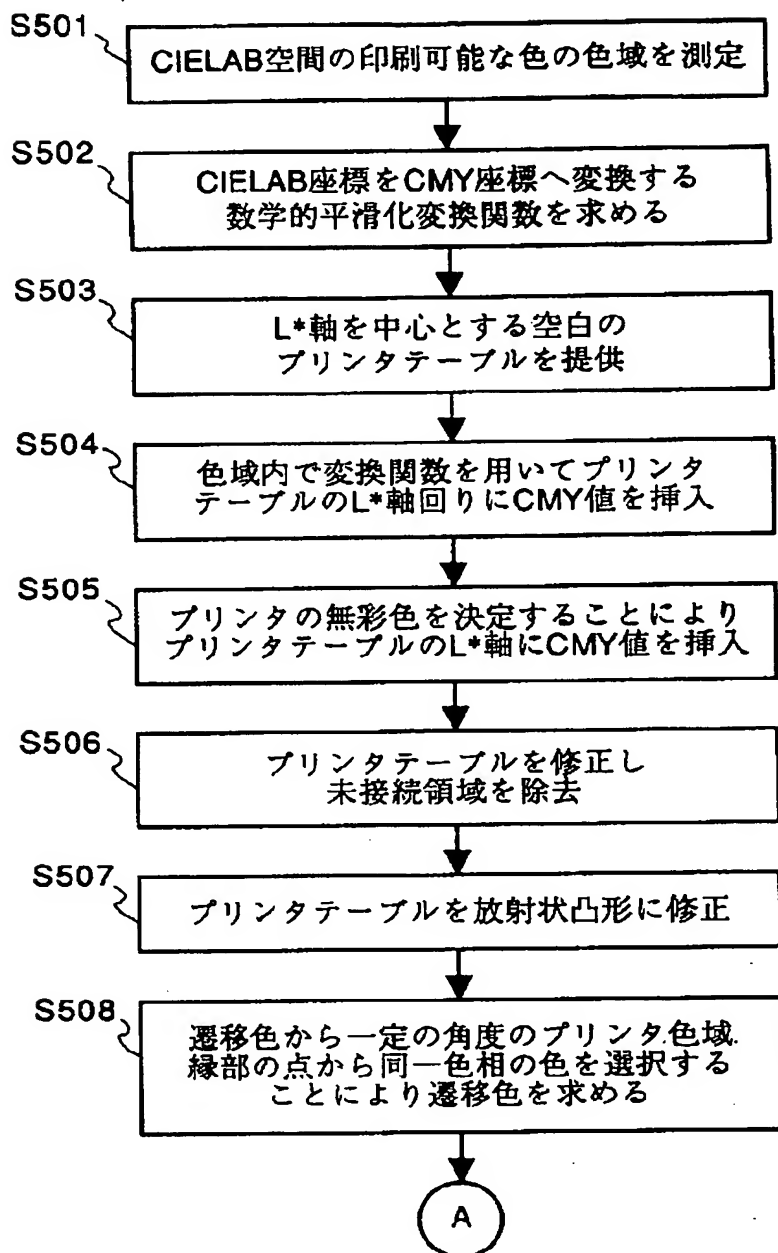 S501
CIELAB空間の印刷可能な色の色域を測定
S502
CIELAB座標をCMY座標へ変換する
数学的平滑化変換関数を求める
S503
L*軸を中心とする空白の
プリンタテーブルを提供
S504
色域内で変換関数を用いてプリンタ
テーブルのL*軸回りにCMY値を挿入
S505
プリンタの無彩色を決定することにより
プリンタテーブルのL*軸にCMY値を挿入
S506
プリンタテーブルを修正し
未接続領域を除去
S507
プリンタテーブルを放射状凸形に修正
S508
遷移色から一定の角度のプリンタ色域
縁部の点から同一色相の色を選択する
ことにより遷移色を求める
A